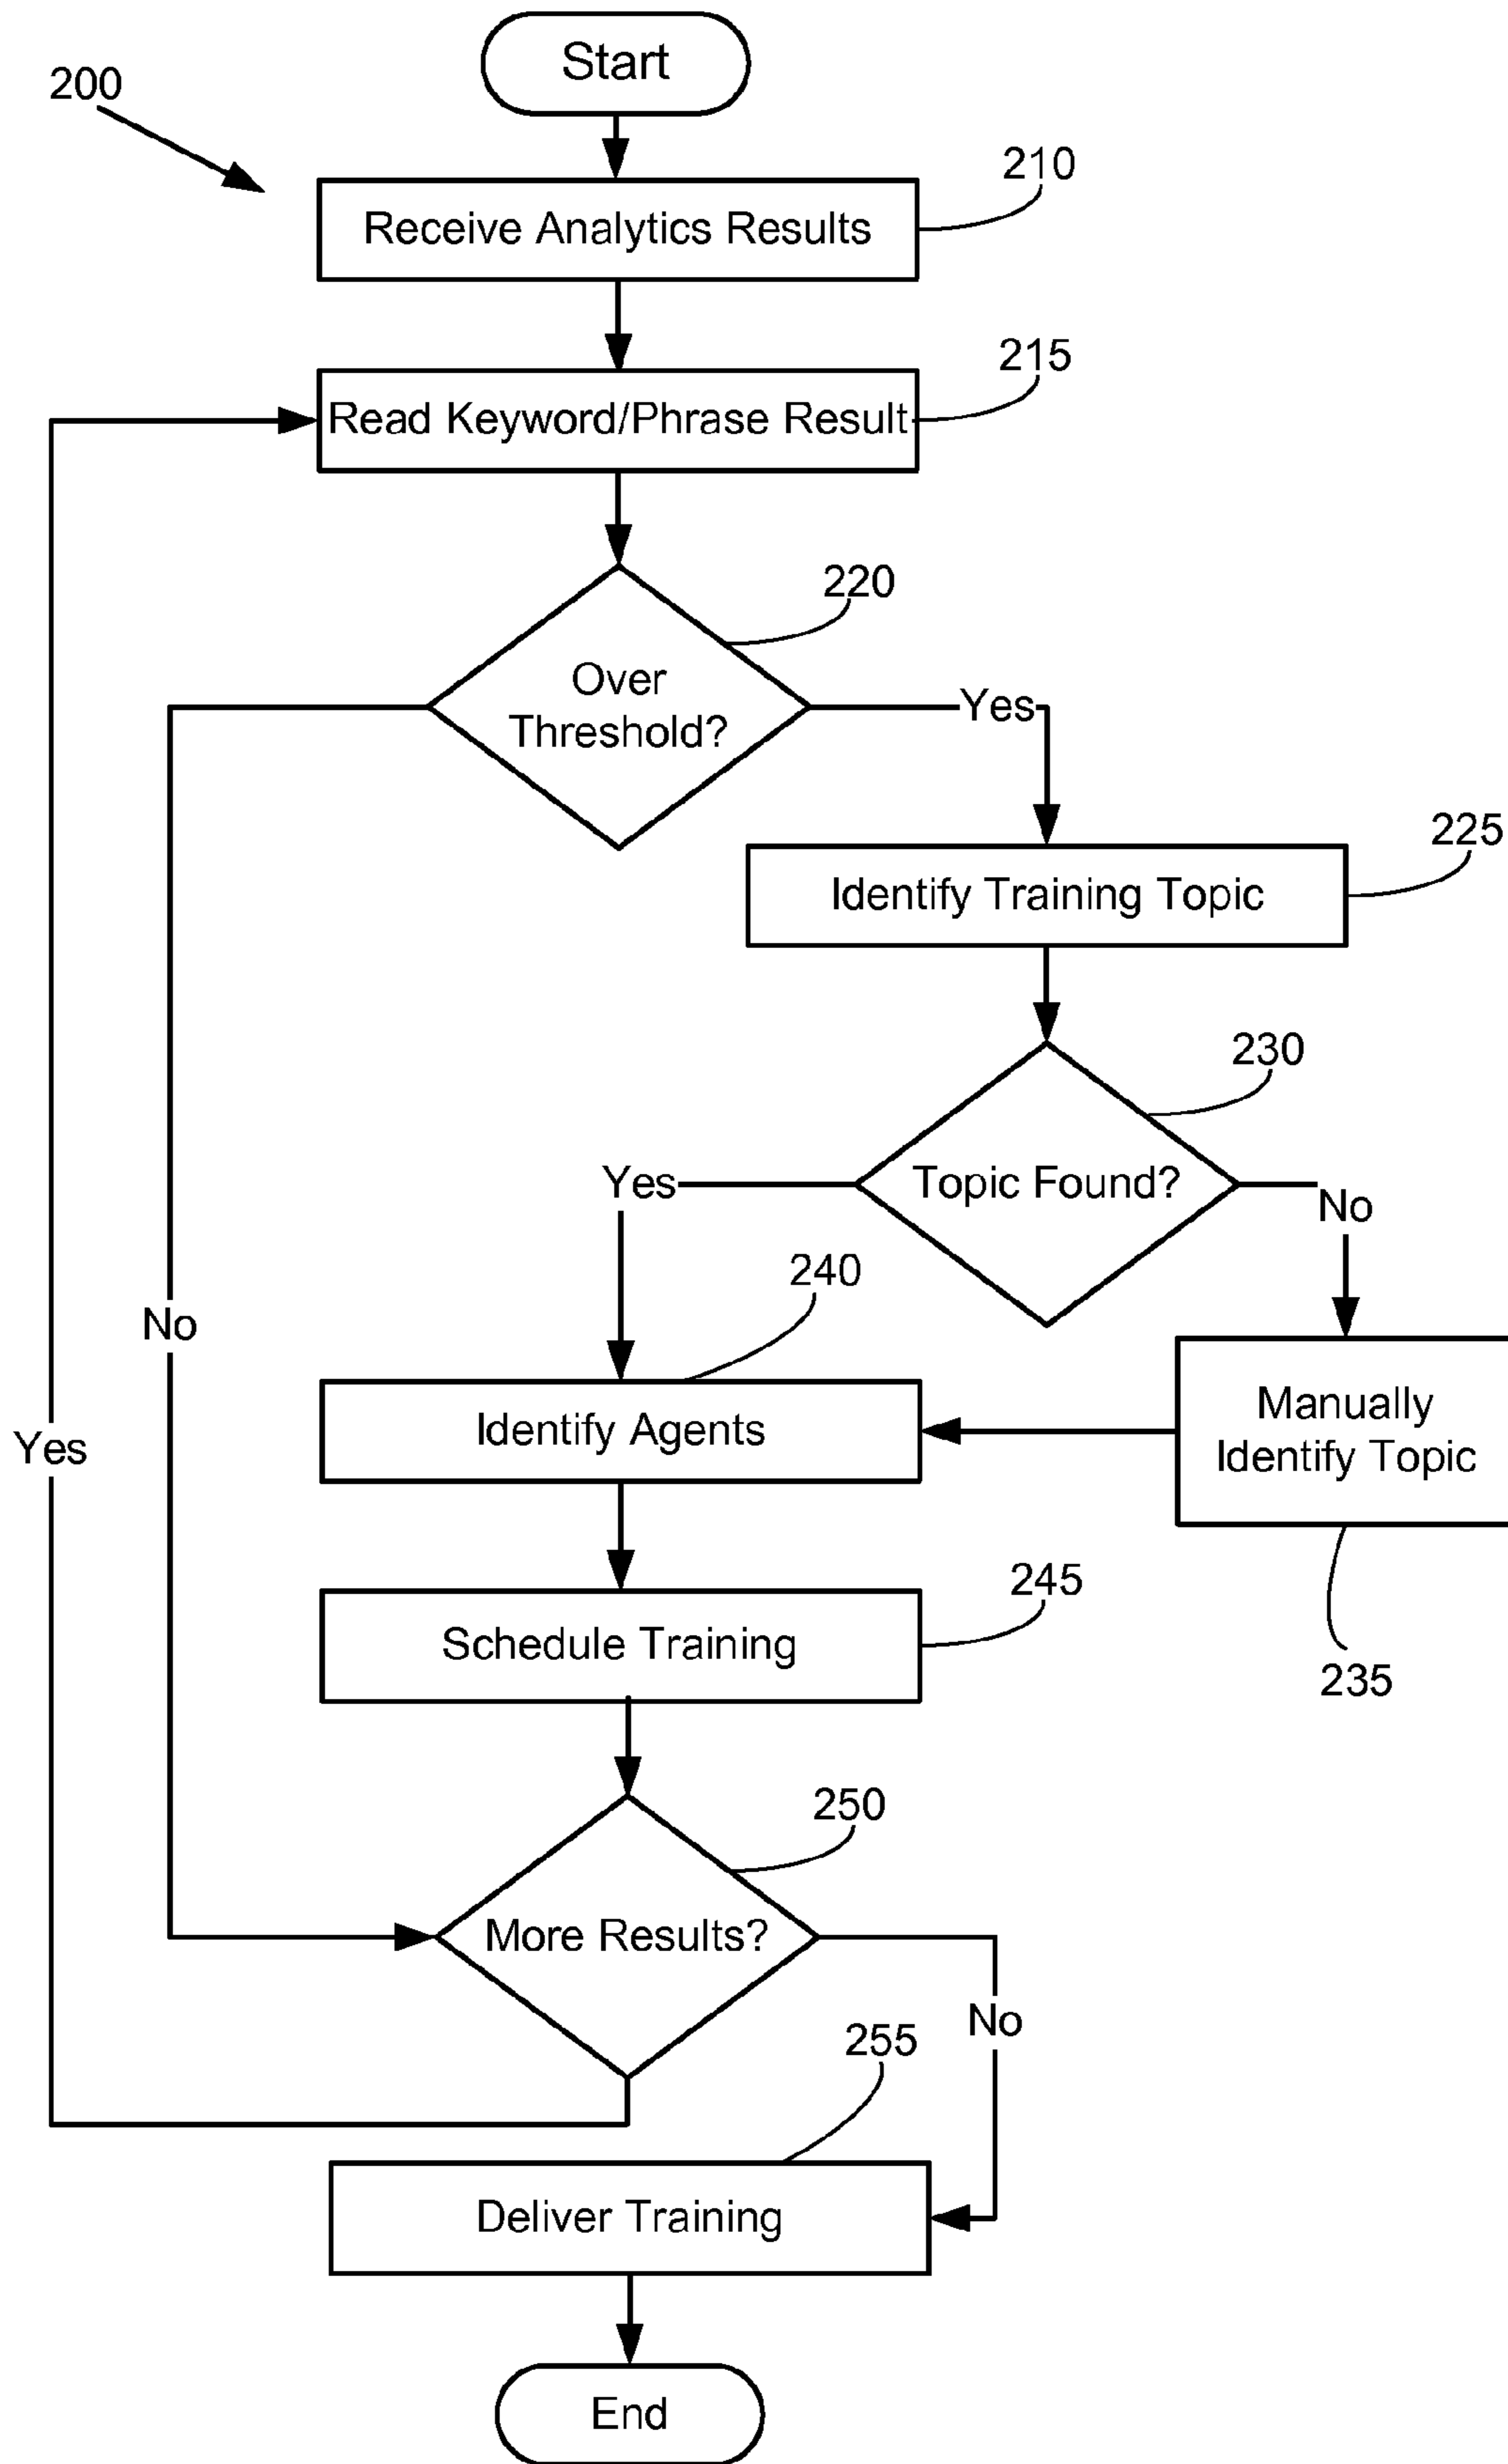 Start
200
210
Receive Analytics Results
215
Read Keyword/Phrase Result
220
Over
Threshold?
Yes
225
Identify Training Topic
230
Topic Found?
Yes
No
240
No
Identify Agents
Manually
Identify Topic
Yes
245
Schedule Training
235
250
More Results?
No
255
Deliver Training
End